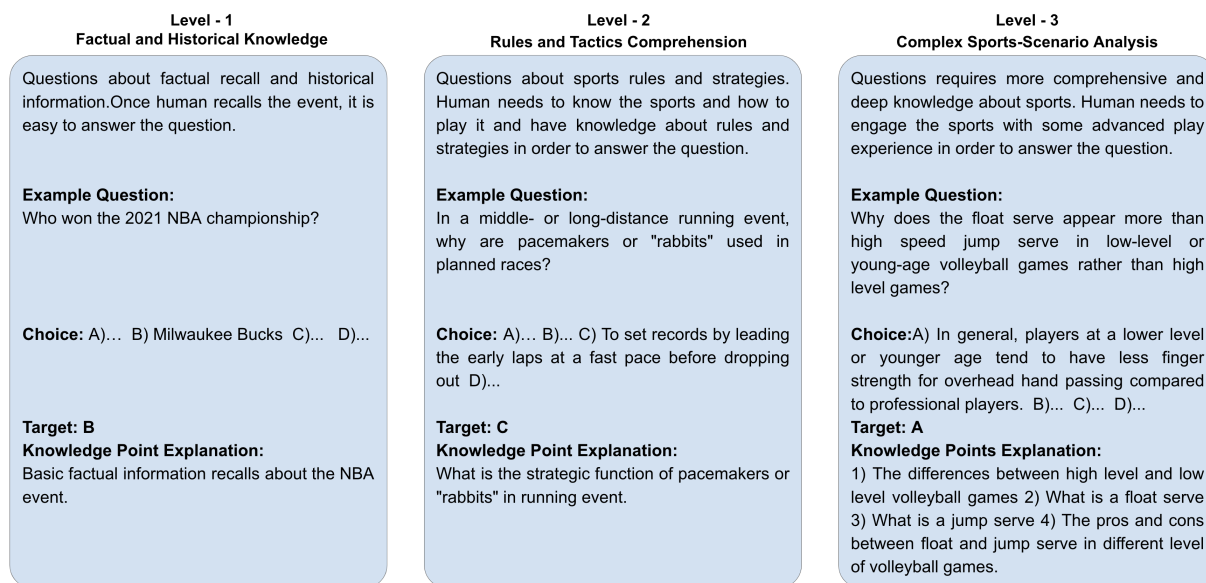 Level - 1
Factual and Historical Knowledge
Questions about factual recall and historical
information.Once human recalls the event, it is
easy to answer the question.
Example Question:
Who won the 2021 NBA championship?
Choice: A)... B) Milwaukee Bucks C)... D)...
Target: B
Knowledge Point Explanation:
Basic factual information recalls about the NBA
event.
Level - 2
Rules and Tactics Comprehension
Questions about sports rules and strategies.
Human needs to know the sports and how to
play it and have knowledge about rules and
strategies in order to answer the question.
Example Question:
In a middle- or long-distance running event,
why are pacemakers or "rabbits" used in
planned races?
Choice: A)... B)... C) To set records by leading
the early laps at a fast pace before dropping
out D)...
Target: C
Knowledge Point Explanation:
What is the strategic function of pacemakers or
"rabbits" in running event.
Level - 3
Complex Sports-Scenario Analysis
Questions requires more comprehensive and
deep knowledge about sports. Human needs to
engage the sports with some advanced play
experience in order to answer the question.
Example Question:
Why does the float serve appear more than
high speed jump serve in low-level or
young-age volleyball games rather than high
level games?
Choice:A) In general, players at a lower level
or younger age tend to have less finger
strength for overhead hand passing compared
to professional players. B)... C)... D)...
Target: A
Knowledge Points Explanation:
1) The differences between high level and low
level volleyball games 2) What is a float serve
3) What is a jump serve 4) The pros and cons
between float and jump serve in different level
of volleyball games.